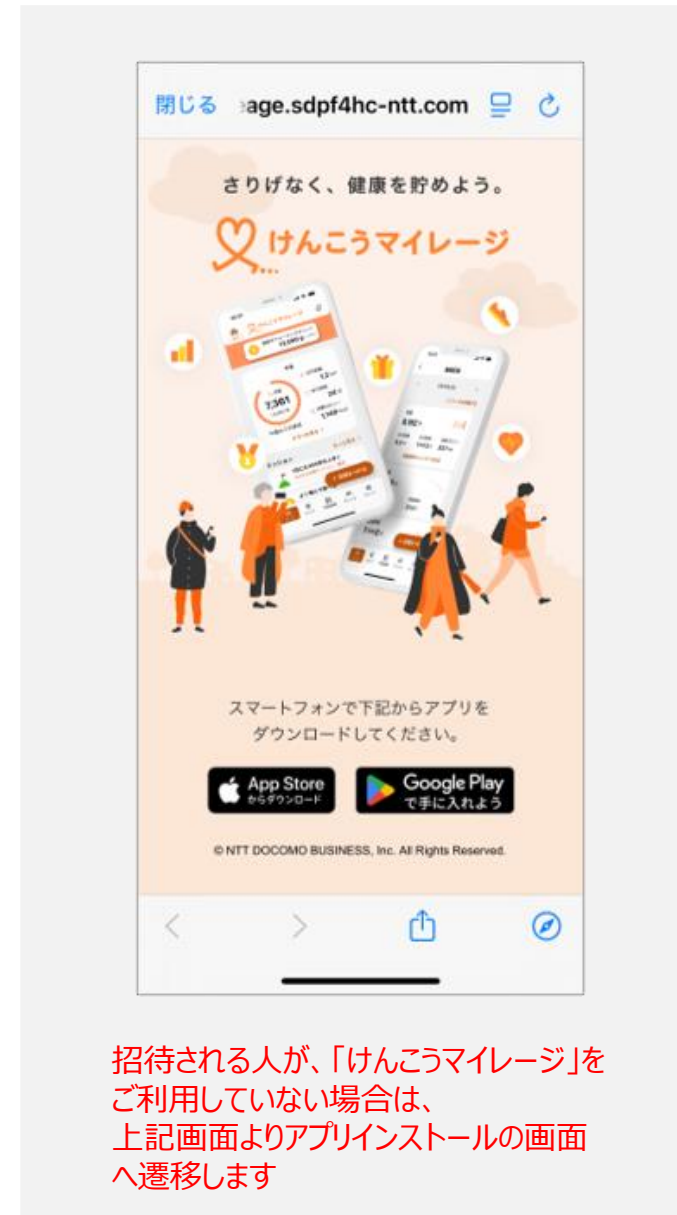 閉じる age.sdpf4hc-ntt.com
さりげなく、健康を貯めよう。
けんこうマイレージ
7,361
スマートフォンで下記からアプリを
ダウンロードしてください。
App Store
からダウンロード
Google Play
で手に入れよう
© NTT DOCOMO BUSINESS, Inc. All Rights Reserved.
招待される人が、「けんこうマイレージ」を
ご利用していない場合は、
上記画面よりアプリインストールの画面
へ遷移します